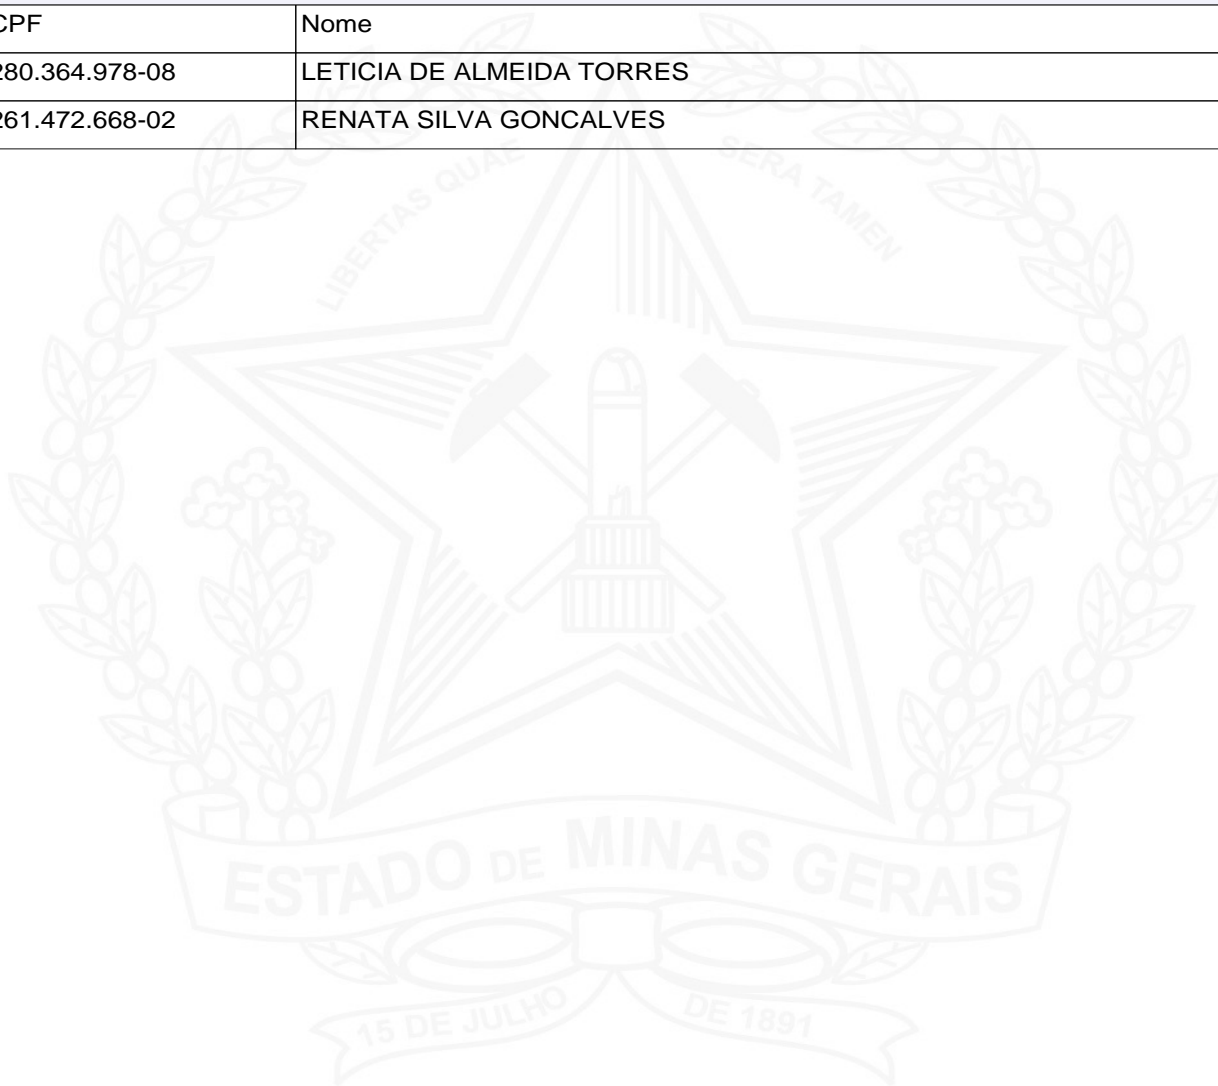 CPF Nome
280.364.978-08 LETICIA DE ALMEIDA TORRES
261.472.668-02 RENATA SILVA GONCALVES
LIBERTAS QUAE SERA TAMEN
ESTADO DE MINAS GERAIS
15 DE JULHO DE 1891